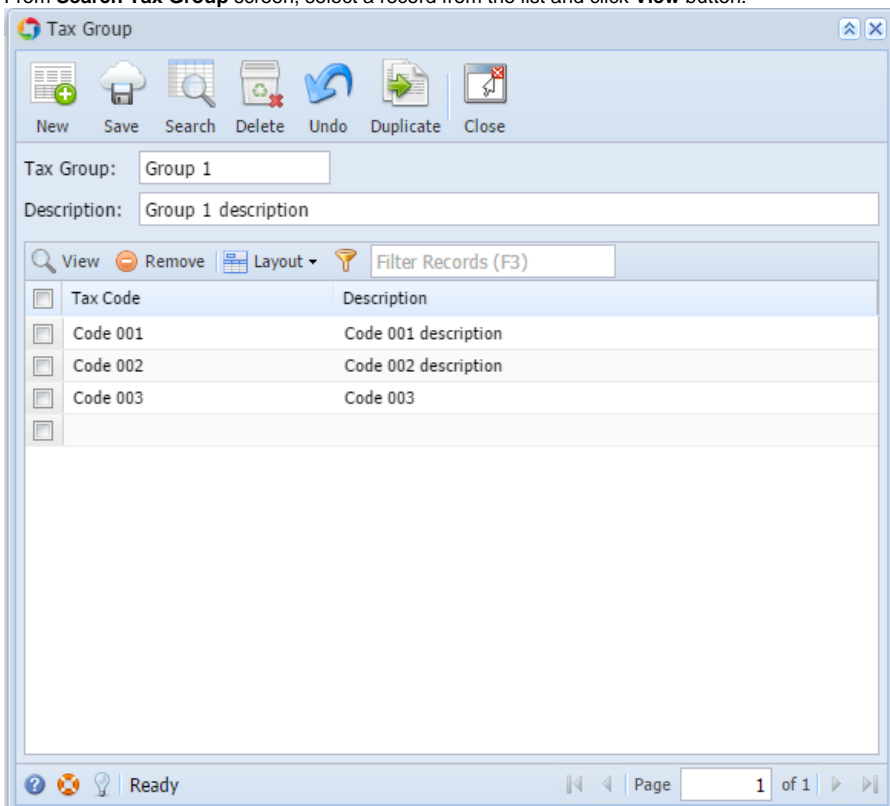 From Search Tax Group screen, select a record from the list and click View button.
Tax Group
New Save Search Delete Undo Duplicate Close
Tax Group: Group 1
Description: Group 1 description
View Remove Layout Filter Records (F3)
Tax Code Description
Code 001 Code 001 description
Code 002 Code 002 description
Code 003 Code 003
Ready Page 1 of 1